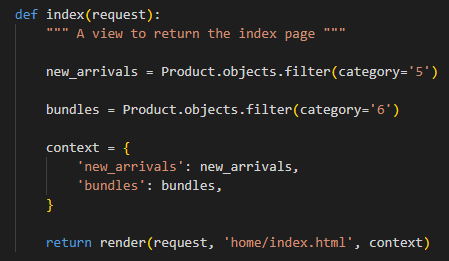 def index(request):
    """ A view to return the index page """
    new_arrivals = Product.objects.filter(category='5')
    bundles = Product.objects.filter(category='6')
    context = {
        'new_arrivals': new_arrivals,
        'bundles': bundles,
    }
    return render(request, 'home/index.html', context)